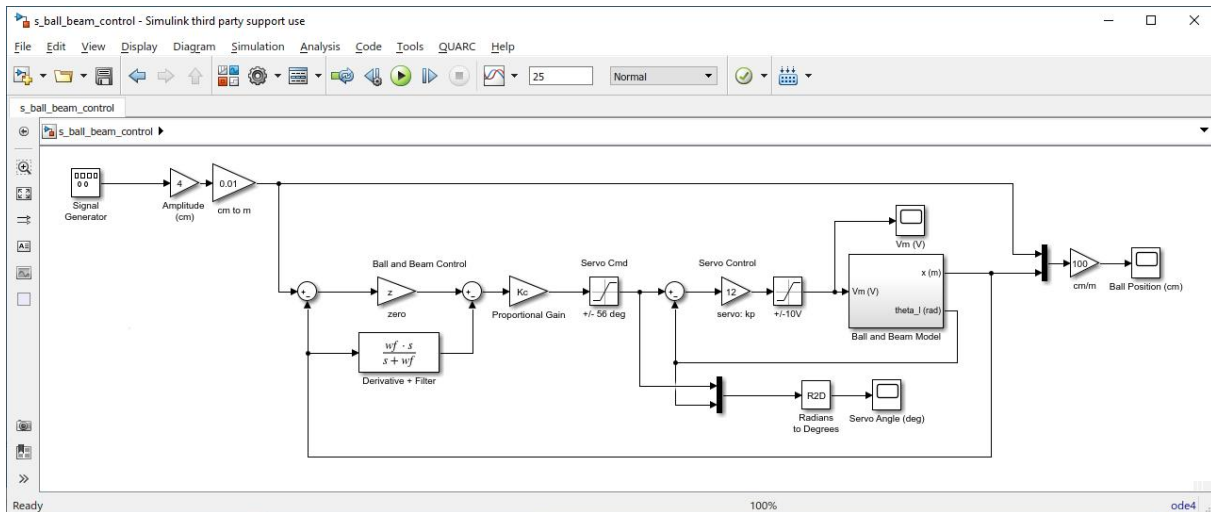 s_ball_beam_control - Simulink third party support use
File Edit View Display Diagram Simulation Analysis Code Tools QUARC Help
25
Normal
s_ball_beam_control
s_ball_beam_control
Signal
Generator
4
Amplitude
(cm)
0.01
cm to m
Ball and Beam Control
z
zero
wf · s
s + wf
Derivative + Filter
Kc
Proportional Gain
Servo Cmd
+/- 56 deg
Servo Control
12
servo: kp
+/-10V
Vm (V)
Vm (V)
x (m)
theta_l (rad)
Ball and Beam Model
100
cm/m
Ball Position (cm)
R2D
Radians
to Degrees
Servo Angle (deg)
Ready
100%
ode4